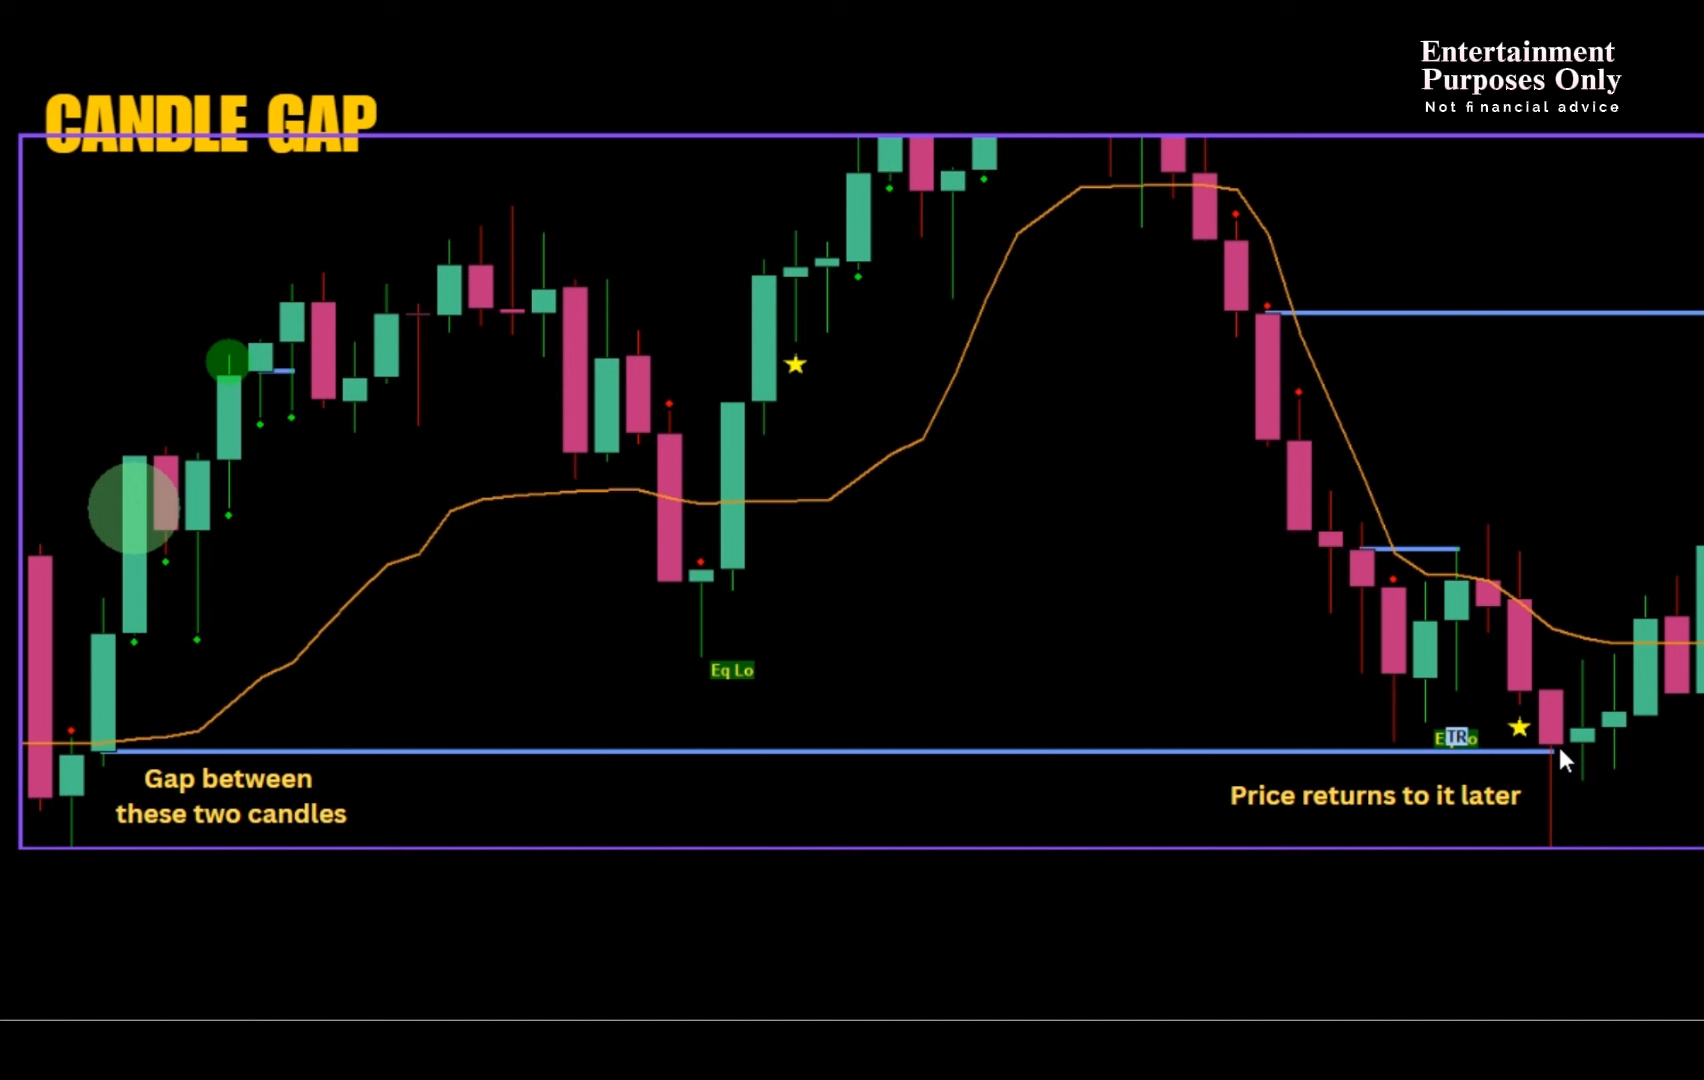 Entertainment
Purposes Only
Not financial advice
CANDLE GAP
Eq Lo
TR
Gap between
these two candles
Price returns to it later